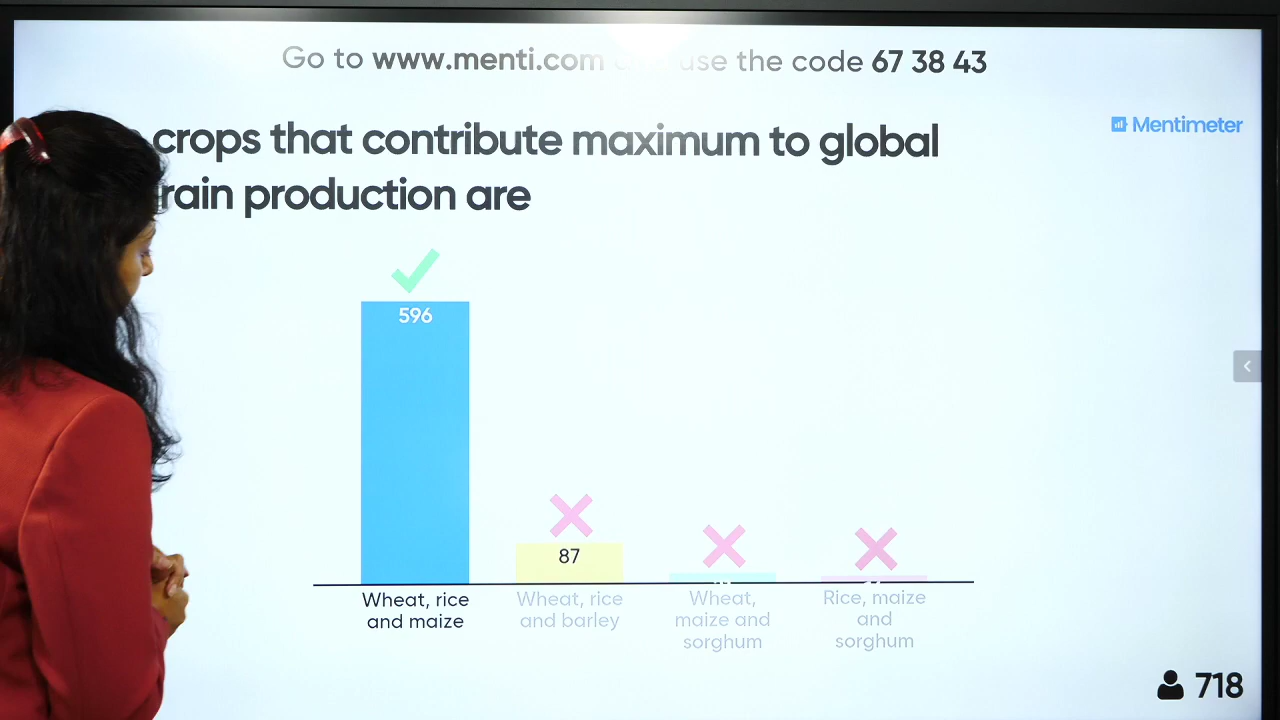 Go to www.menti.com and use the code 67 38 43
Mentimeter
crops that contribute maximum to global
rain production are
596
87
Wheat, rice
and maize
Wheat, rice
and barley
Wheat,
maize and
sorghum
Rice, maize
and
sorghum
718